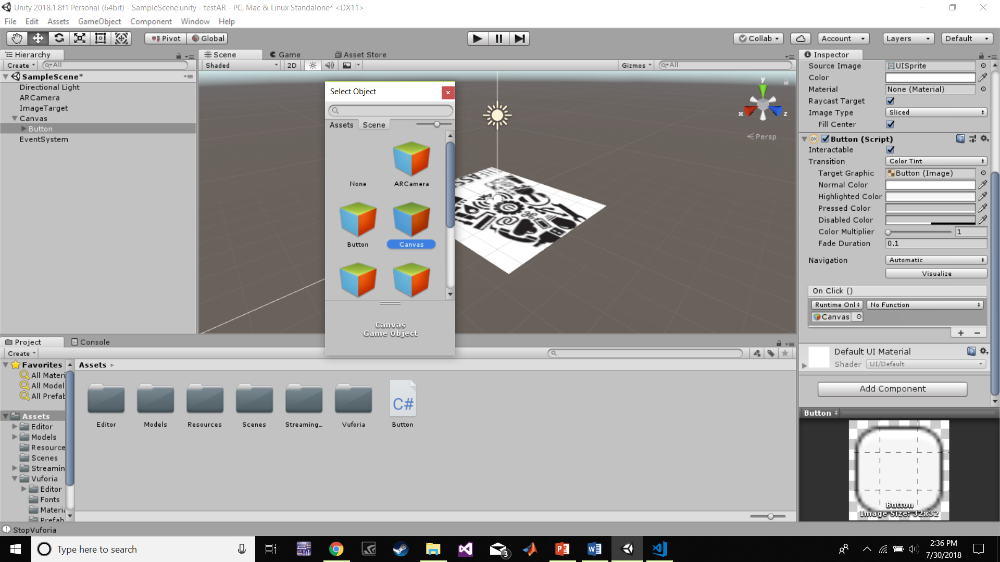 Unity 2018.1.8f1 Personal (64bit) - SampleScene.unity - testAR - PC, Mac & Linux Standalone* <DX11>
File Edit Assets GameObject Component Window Help
Pivot Global Collab Account Layers Default
Hierarchy
Create All
SampleScene*
Directional Light
ARCamera
ImageTarget
Canvas
Button
EventSystem
Scene Game Asset Store
Shaded 2D Gizmos All
y
x z
Persp
Select Object
Assets Scene
None ARCamera
Button Canvas
Canvas
Game Object
Inspector
Source Image UISprite
Color
Material None (Material)
Raycast Target
Image Type Sliced
Fill Center
OK Button (Script)
Interactable
Transition Color Tint
Target Graphic Button (Image)
Normal Color
Highlighted Color
Pressed Color
Disabled Color
Color Multiplier 1
Fade Duration 0.1
Navigation Automatic
Visualize
On Click ()
Runtime Onl No Function
Canvas
+ −
Default UI Material
Shader UI/Default
Add Component
Button
Button
Image Size: 32x32
Project Console
Create
Favorites
All Materi
All Model
All Prefab
Assets
Editor
Models
Resource
Scenes
Streamin
Vuforia
Editor
Fonts
Materia
Prefab
Assets
C#
Editor Models Resources Scenes Streaming... Vuforia Button
StopVuforia
Type here to search
3
2:36 PM
7/30/2018